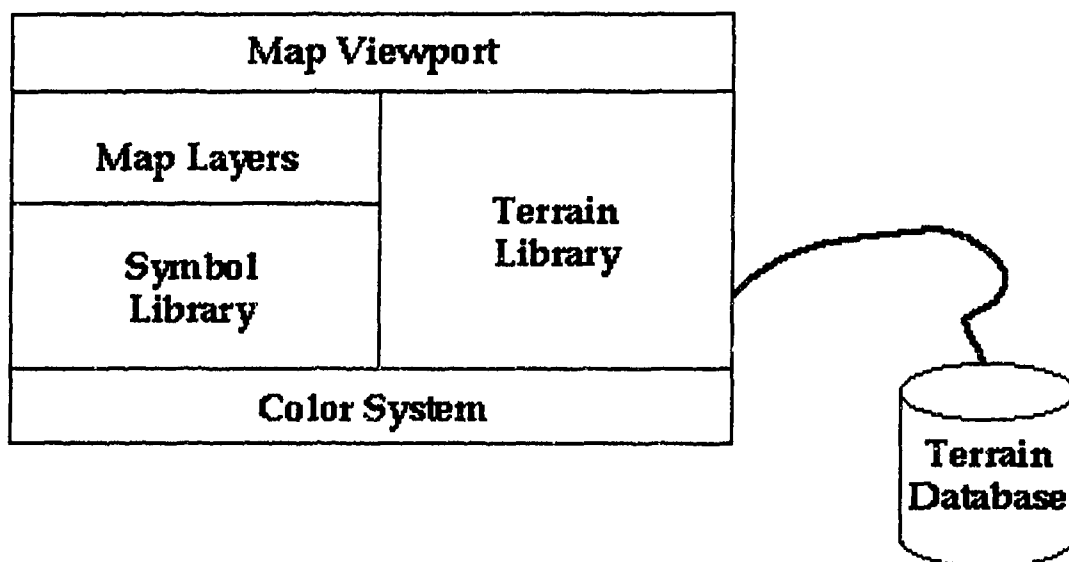 Map Viewport
Map Layers
Terrain
Library
Symbol
Library
Color System
Terrain
Database